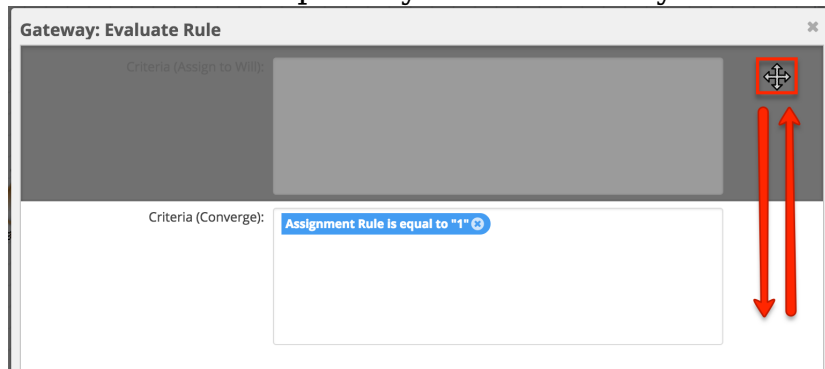 Gateway: Evaluate Rule
Criteria (Assign to Will):
Criteria (Converge):
Assignment Rule is equal to "1"